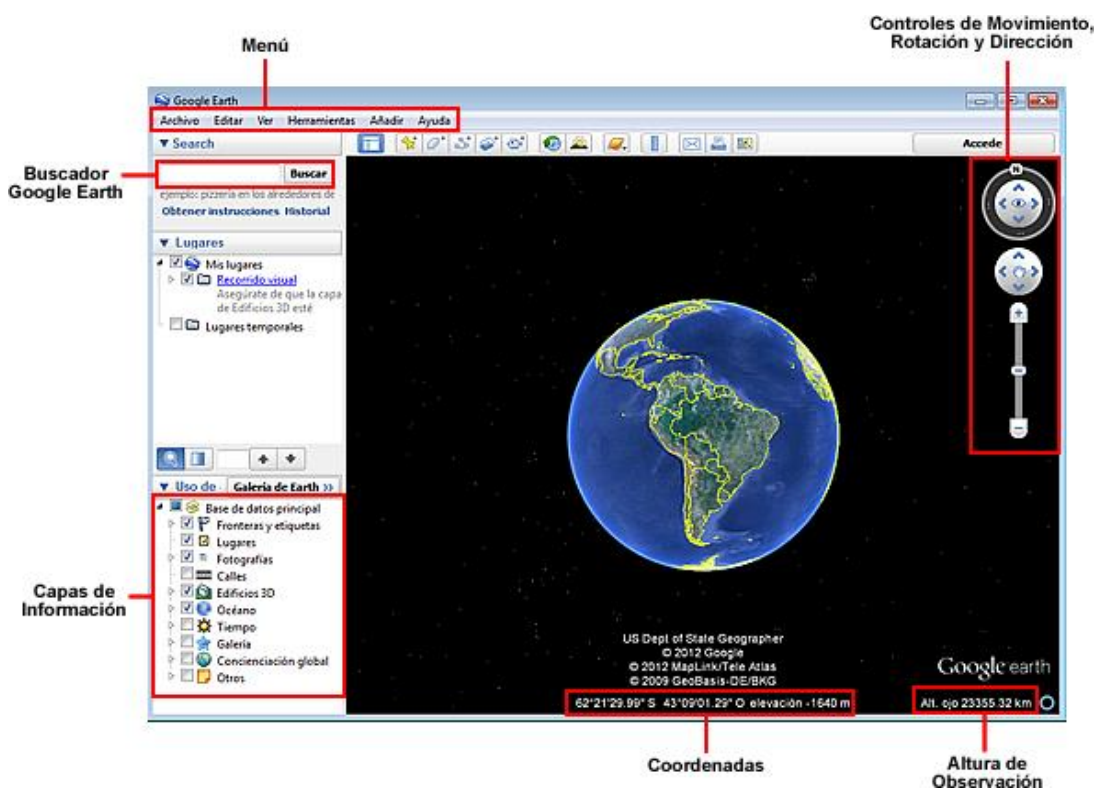 Controles de Movimiento,
Rotación y Dirección
Menú
Google Earth
Archivo Editar Ver Herramientas Añadir Ayuda
Search
Accede
Buscador
Google Earth
Buscar
ejemplo: pizzería en los alrededores de
Obtener instrucciones Historial
N
Lugares
Mis lugares
Recorrido visual
Asegúrate de que la capa
de Edificios 3D esté
Lugares temporales
Uso de Galería de Earth >>
Capas de
Información
Base de datos principal
Fronteras y etiquetas
Lugares
Fotografías
Calles
Edificios 3D
Océano
Tiempo
Galería
Concienciación global
Otros
US Dept of State Geographer
© 2012 Google
© 2012 MapLink/Tele Atlas
© 2009 GeoBasis-DE/BKG
Google earth
62°21'29.99" S 43°09'01.29" O elevación -1640 m
Alt. ojo 23355.32 km
Coordenadas
Altura de
Observación